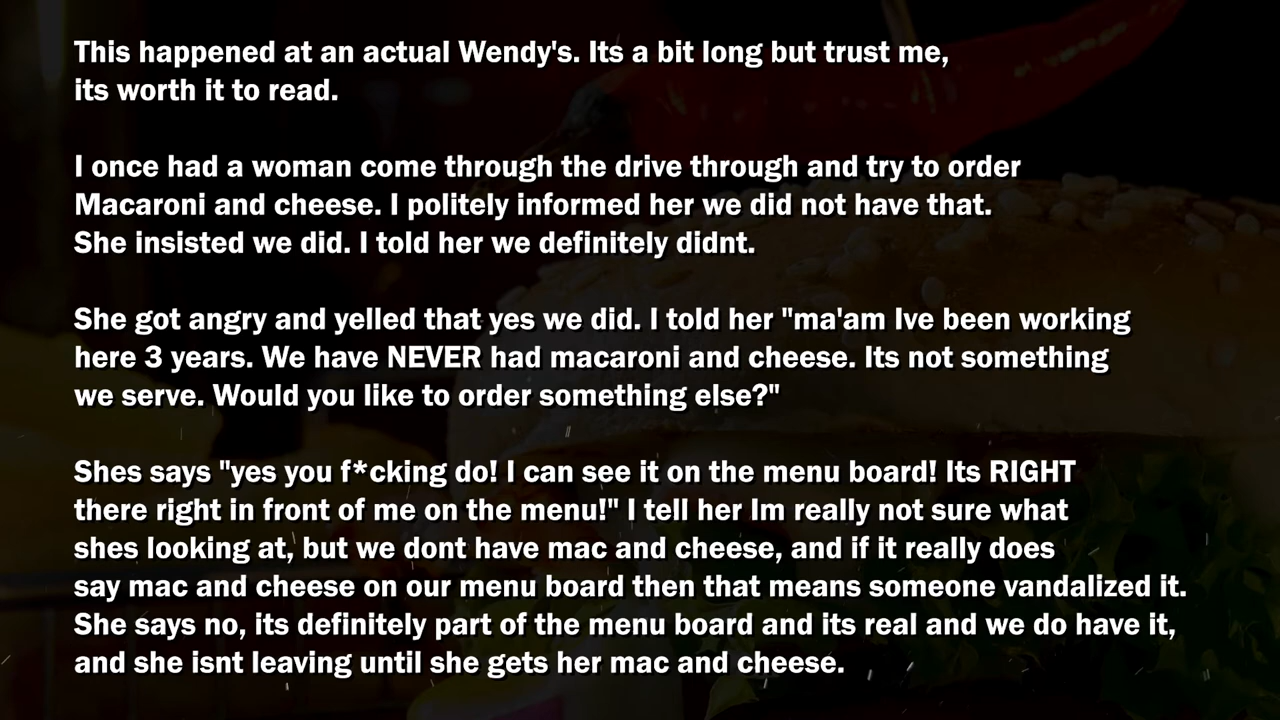 This happened at an actual Wendy's. Its a bit long but trust me,
its worth it to read.
I once had a woman come through the drive through and try to order
Macaroni and cheese. I politely informed her we did not have that.
She insisted we did. I told her we definitely didnt.
She got angry and yelled that yes we did. I told her "ma'am Ive been working
here 3 years. We have NEVER had macaroni and cheese. Its not something
we serve. Would you like to order something else?"
Shes says "yes you f*cking do! I can see it on the menu board! Its RIGHT
there right in front of me on the menu!" I tell her Im really not sure what
shes looking at, but we dont have mac and cheese, and if it really does
say mac and cheese on our menu board then that means someone vandalized it.
She says no, its definitely part of the menu board and its real and we do have it,
and she isnt leaving until she gets her mac and cheese.